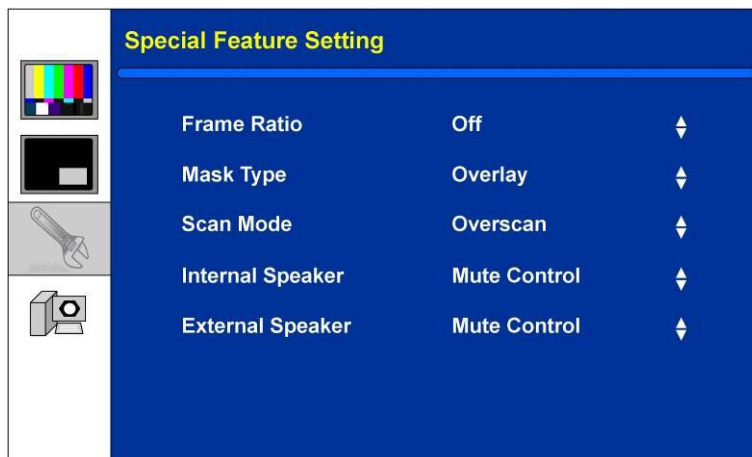 Special Feature Setting
Frame Ratio Off
Mask Type Overlay
Scan Mode Overscan
Internal Speaker Mute Control
External Speaker Mute Control